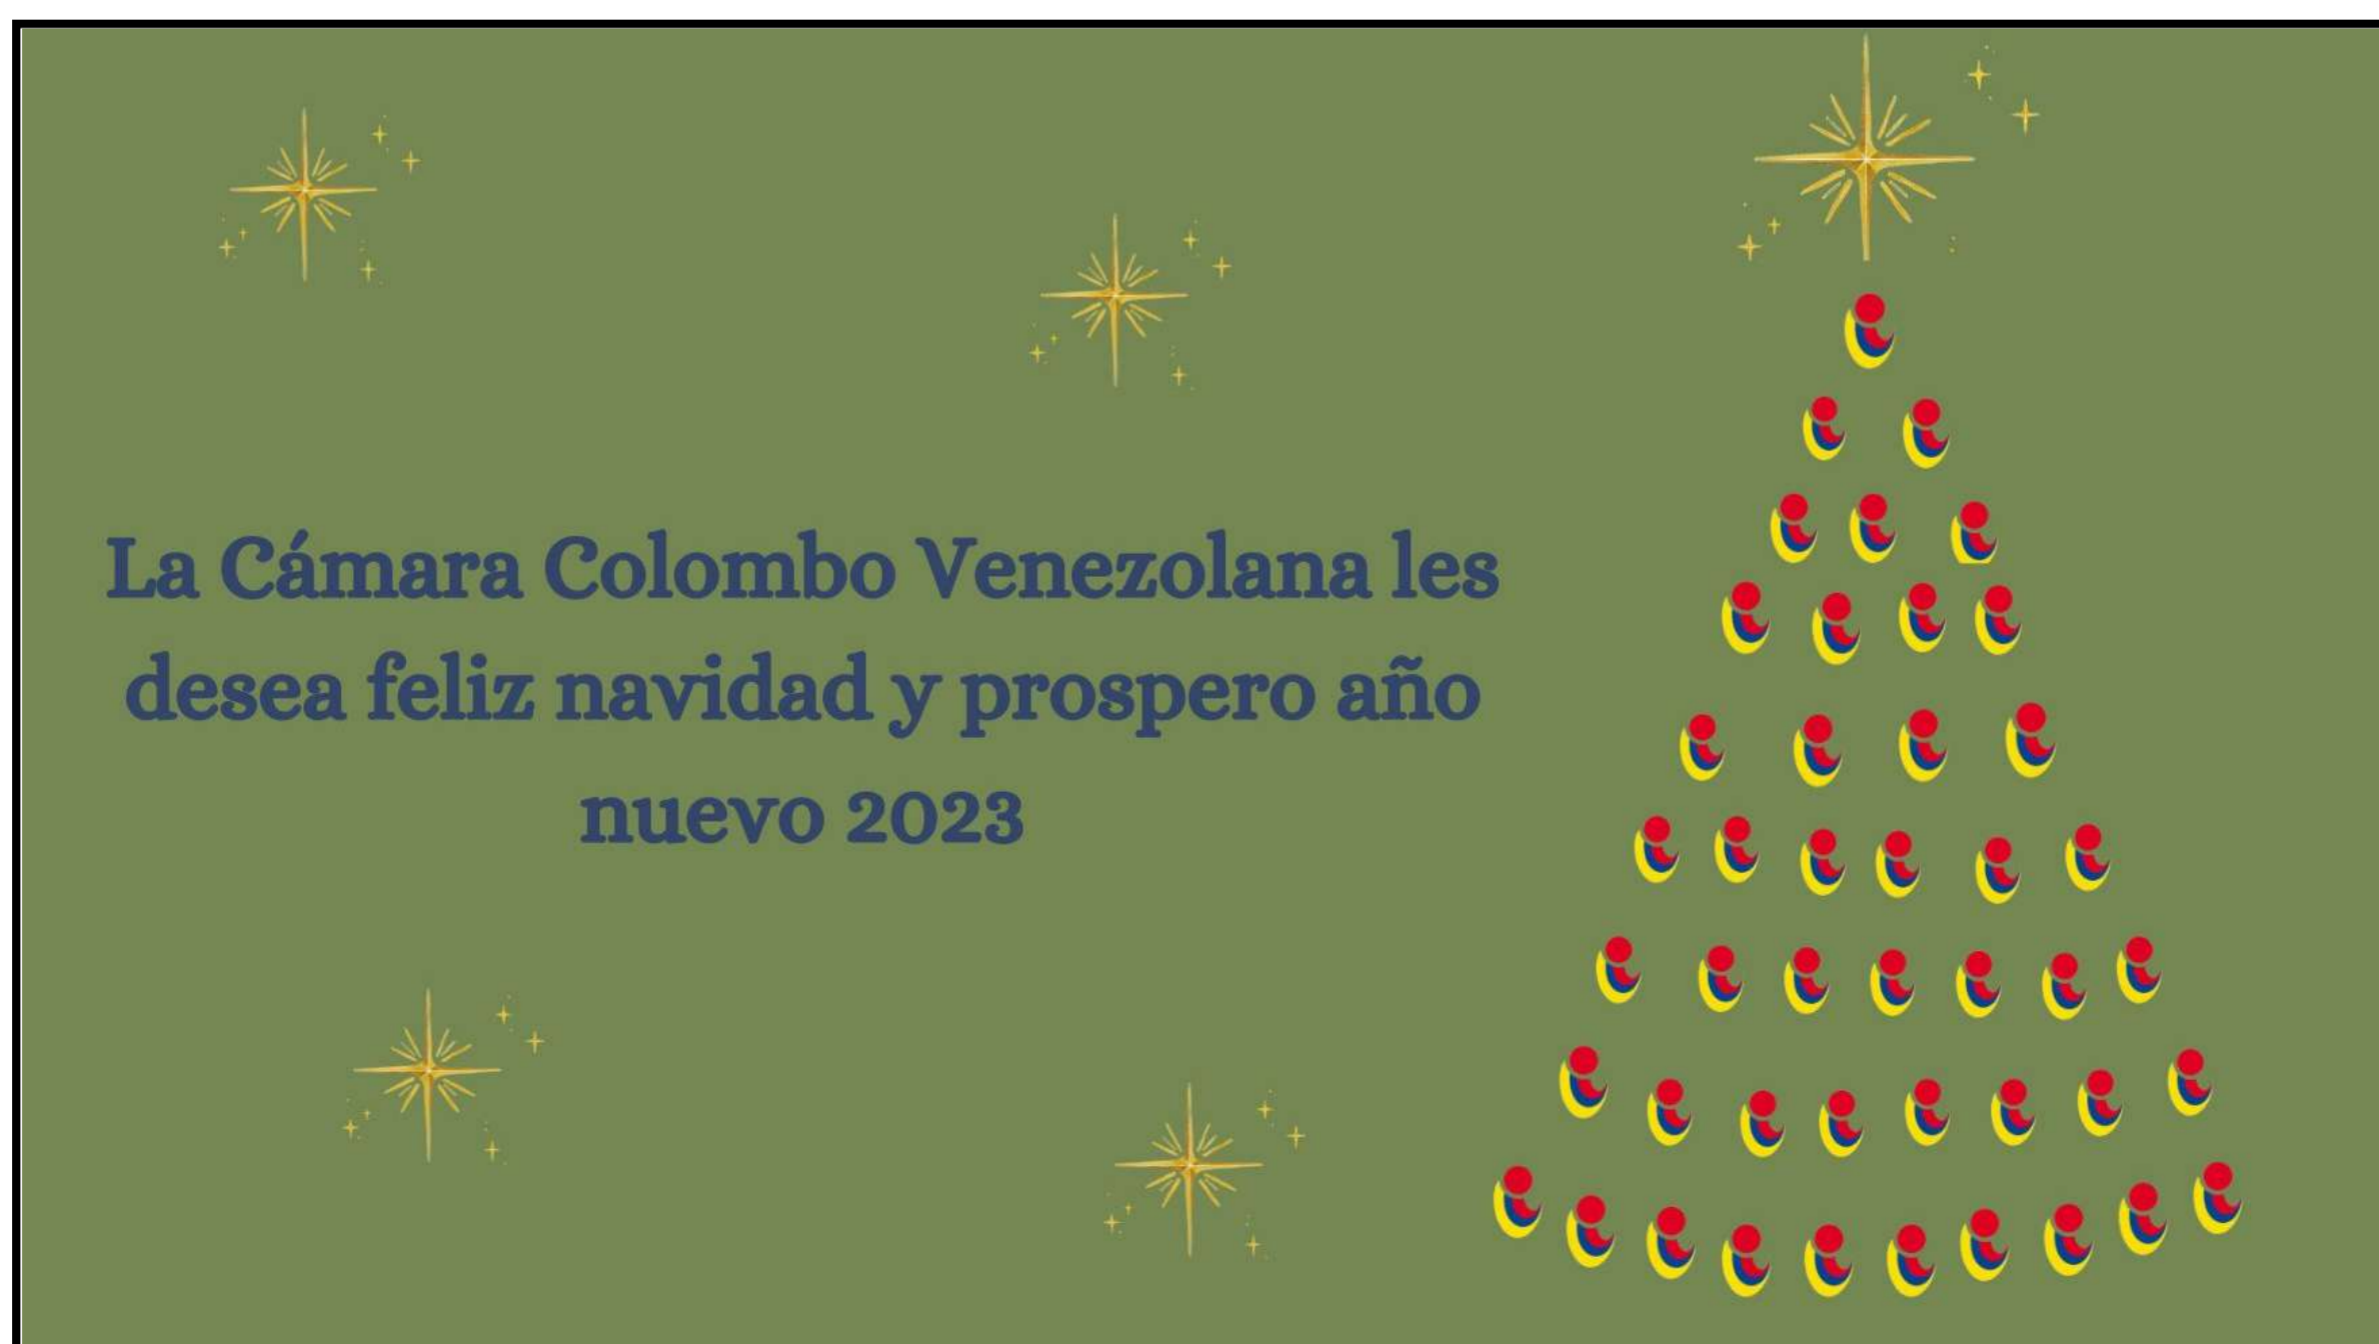 La Cámara Colombo Venezolana les
desea feliz navidad y prospero año
nuevo 2023